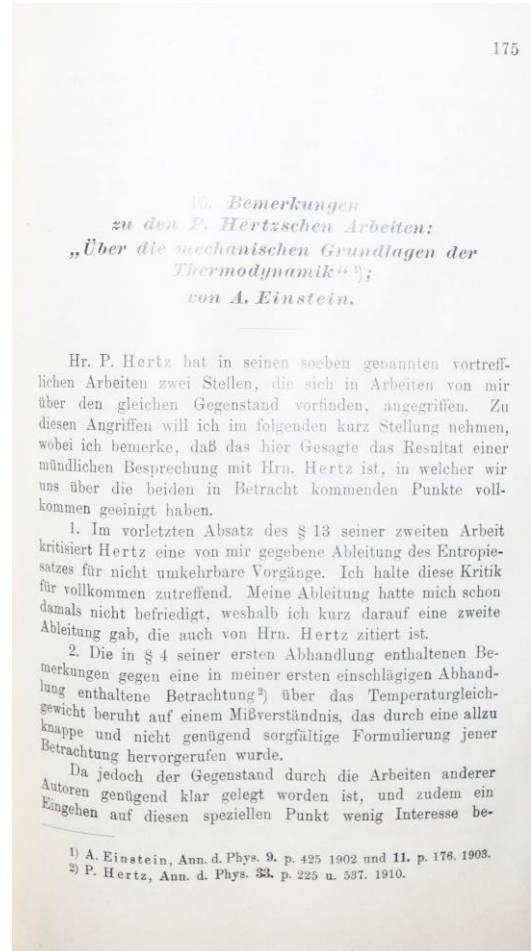 175
10. Bemerkungen
zu den P. Hertzschen Arbeiten:
„Über die mechanischen Grundlagen der
Thermodynamik“ ¹);
von A. Einstein.
Hr. P. Hertz hat in seinen soeben genannten vortreff-
lichen Arbeiten zwei Stellen, die sich in Arbeiten von mir
über den gleichen Gegenstand vorfinden, angegriffen. Zu
diesen Angriffen will ich im folgenden kurz Stellung nehmen,
wobei ich bemerke, daß das hier Gesagte das Resultat einer
mündlichen Besprechung mit Hrn. Hertz ist, in welcher wir
uns über die beiden in Betracht kommenden Punkte voll-
kommen geeinigt haben.
1. Im vorletzten Absatz des § 13 seiner zweiten Arbeit
kritisiert Hertz eine von mir gegebene Ableitung des Entropie-
satzes für nicht umkehrbare Vorgänge. Ich halte diese Kritik
für vollkommen zutreffend. Meine Ableitung hatte mich schon
damals nicht befriedigt, weshalb ich kurz darauf eine zweite
Ableitung gab, die auch von Hrn. Hertz zitiert ist.
2. Die in § 4 seiner ersten Abhandlung enthaltenen Be-
merkungen gegen eine in meiner ersten einschlägigen Abhand-
lung enthaltene Betrachtung²) über das Temperaturgleich-
gewicht beruht auf einem Mißverständnis, das durch eine allzu
knappe und nicht genügend sorgfältige Formulierung jener
Betrachtung hervorgerufen wurde.
Da jedoch der Gegenstand durch die Arbeiten anderer
Autoren genügend klar gelegt worden ist, und zudem ein
Eingehen auf diesen speziellen Punkt wenig Interesse be-
1) A. Einstein, Ann. d. Phys. 9. p. 425 1902 und 11. p. 176. 1903.
2) P. Hertz, Ann. d. Phys. 33. p. 225 u. 537. 1910.